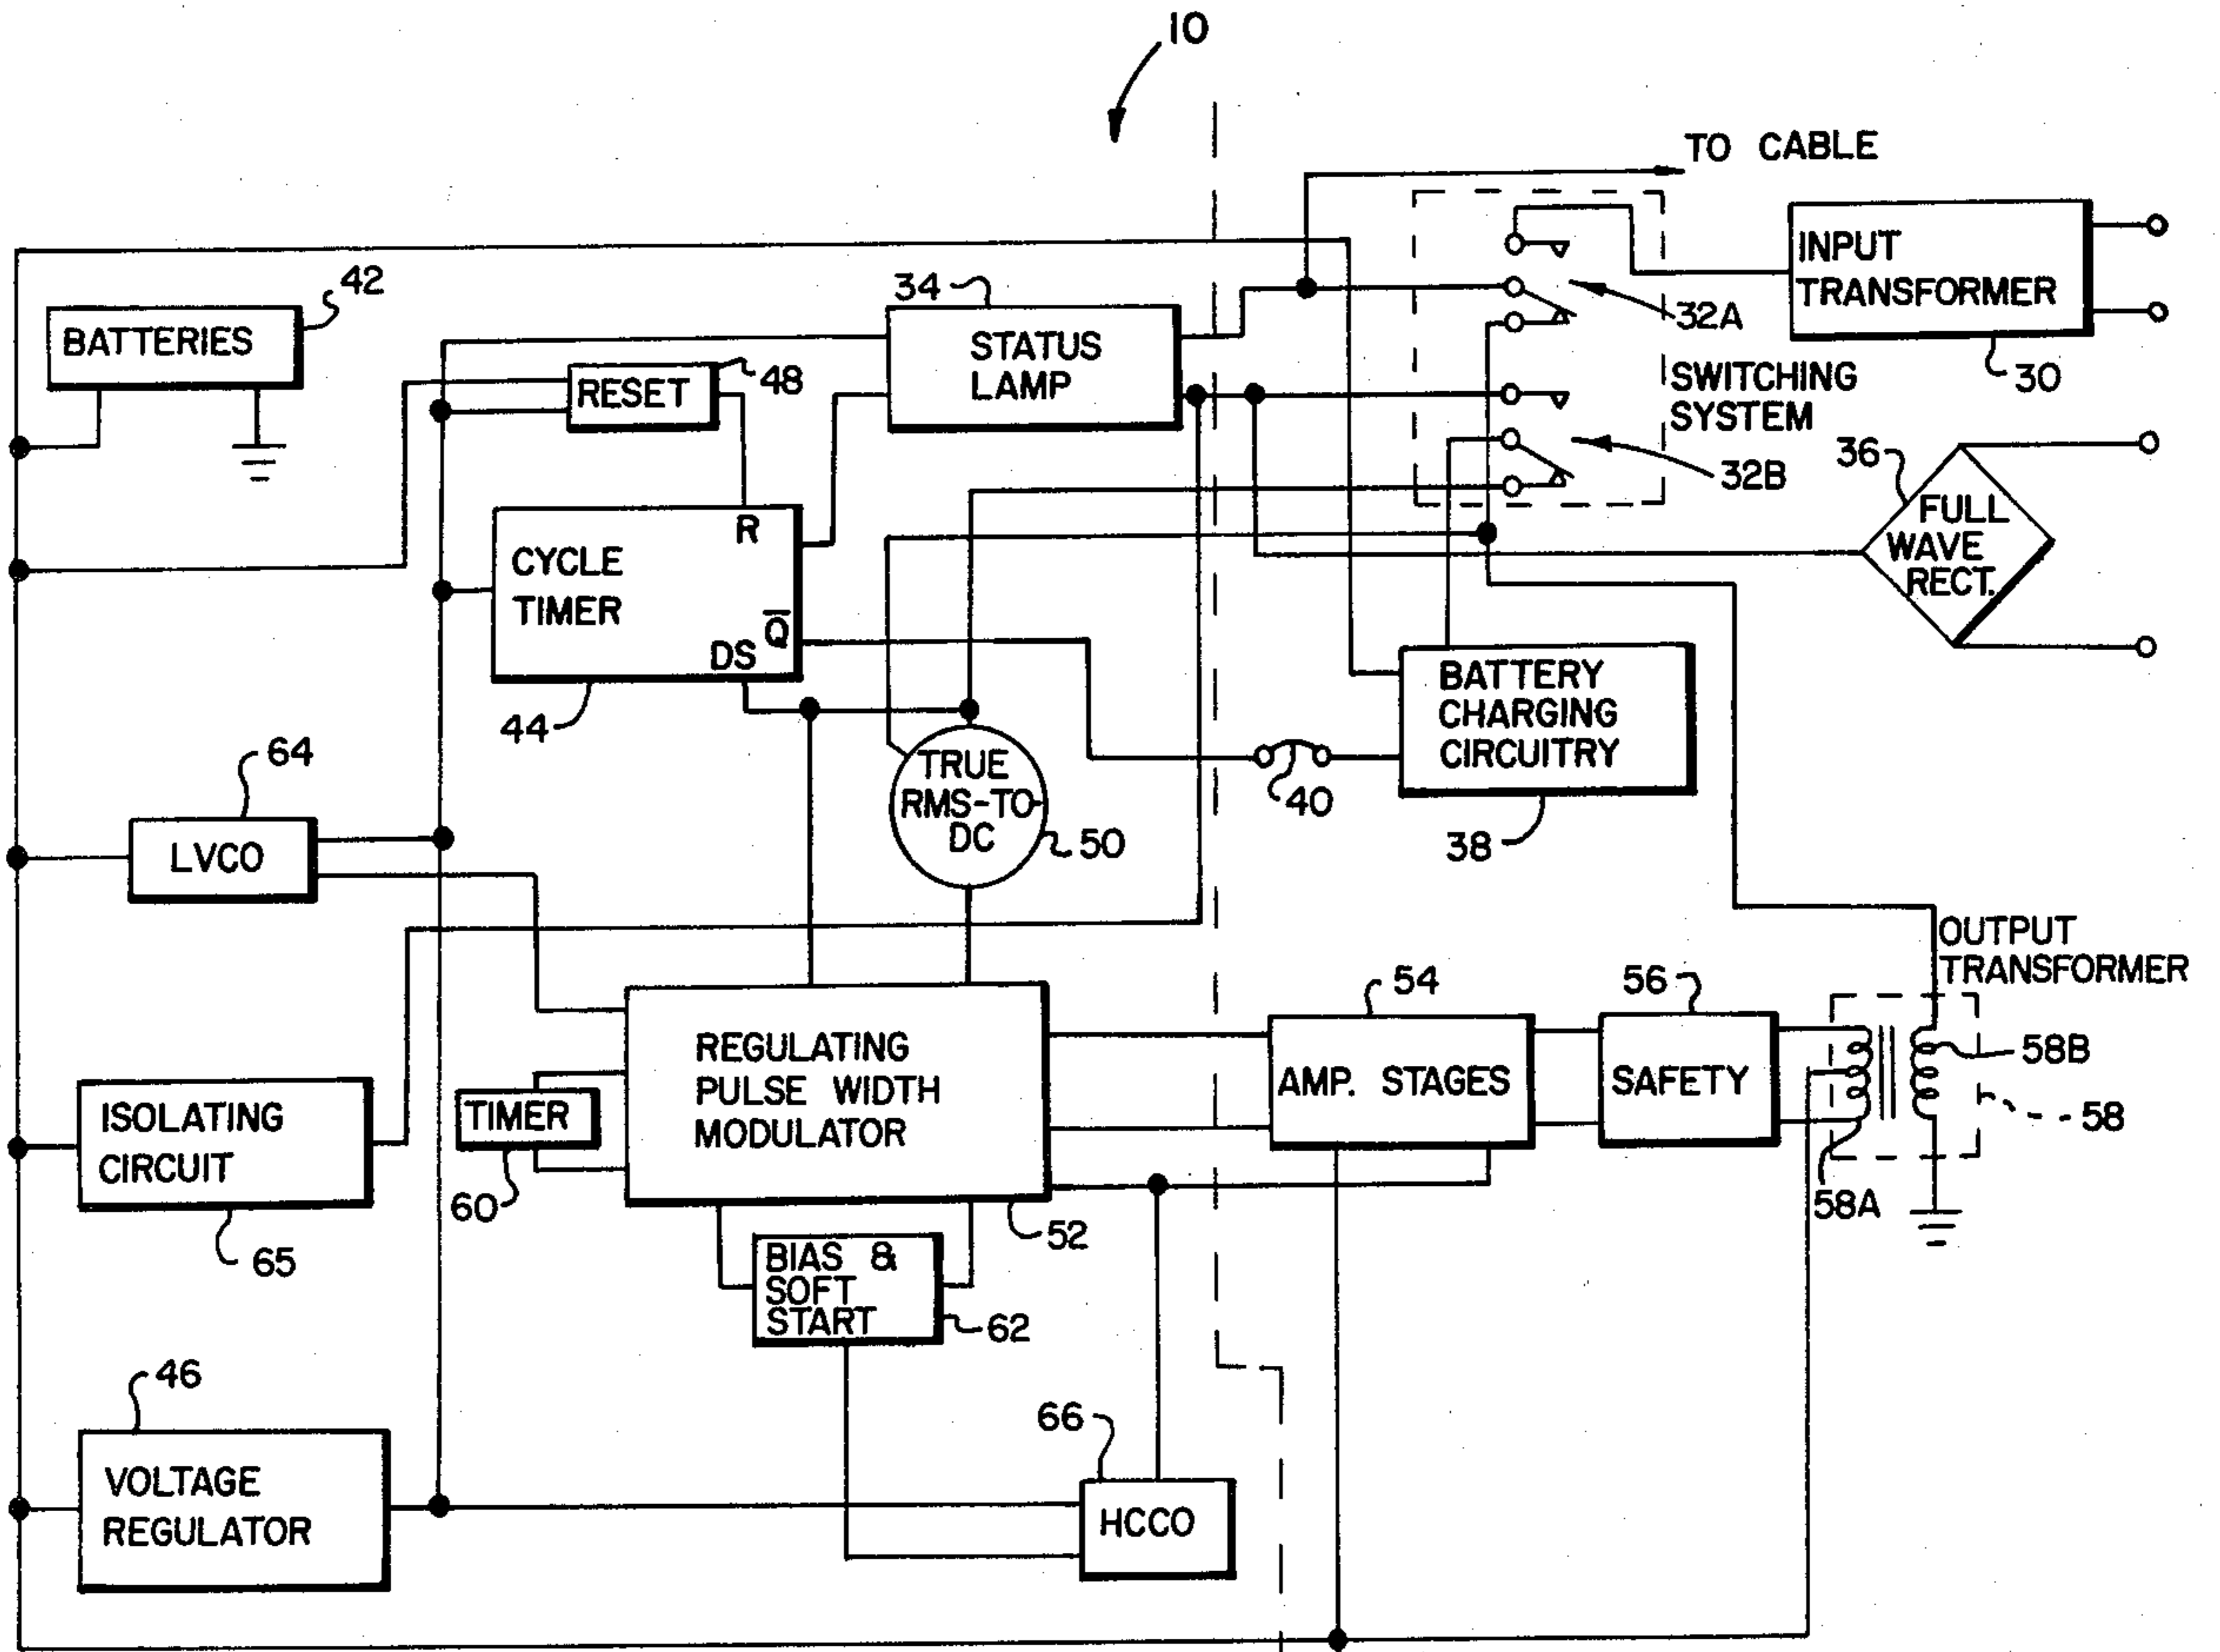 10
TO CABLE
INPUT
TRANSFORMER
30
32A
SWITCHING
SYSTEM
32B
42
BATTERIES
34
STATUS
LAMP
RESET
48
36
FULL
WAVE
RECT.
R
CYCLE
TIMER
Q̅
DS
44
BATTERY
CHARGING
CIRCUITRY
38
40
TRUE
RMS-TO-
DC
50
64
LVCO
OUTPUT
TRANSFORMER
54
AMP. STAGES
56
SAFETY
58B
58
58A
REGULATING
PULSE WIDTH
MODULATOR
52
TIMER
60
ISOLATING
CIRCUIT
65
BIAS &
SOFT
START
62
46
VOLTAGE
REGULATOR
66
HCCO